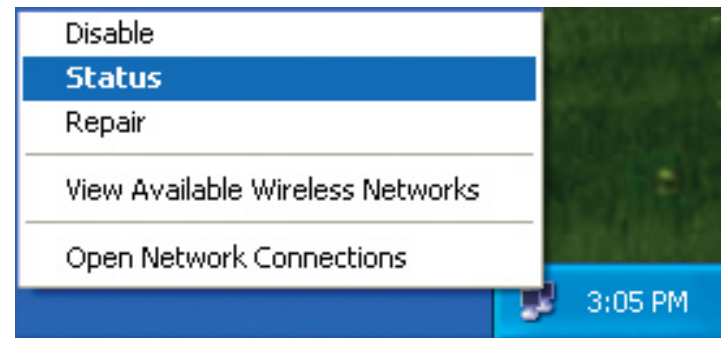 Disable
Status
Repair
View Available Wireless Networks
Open Network Connections
3:05 PM